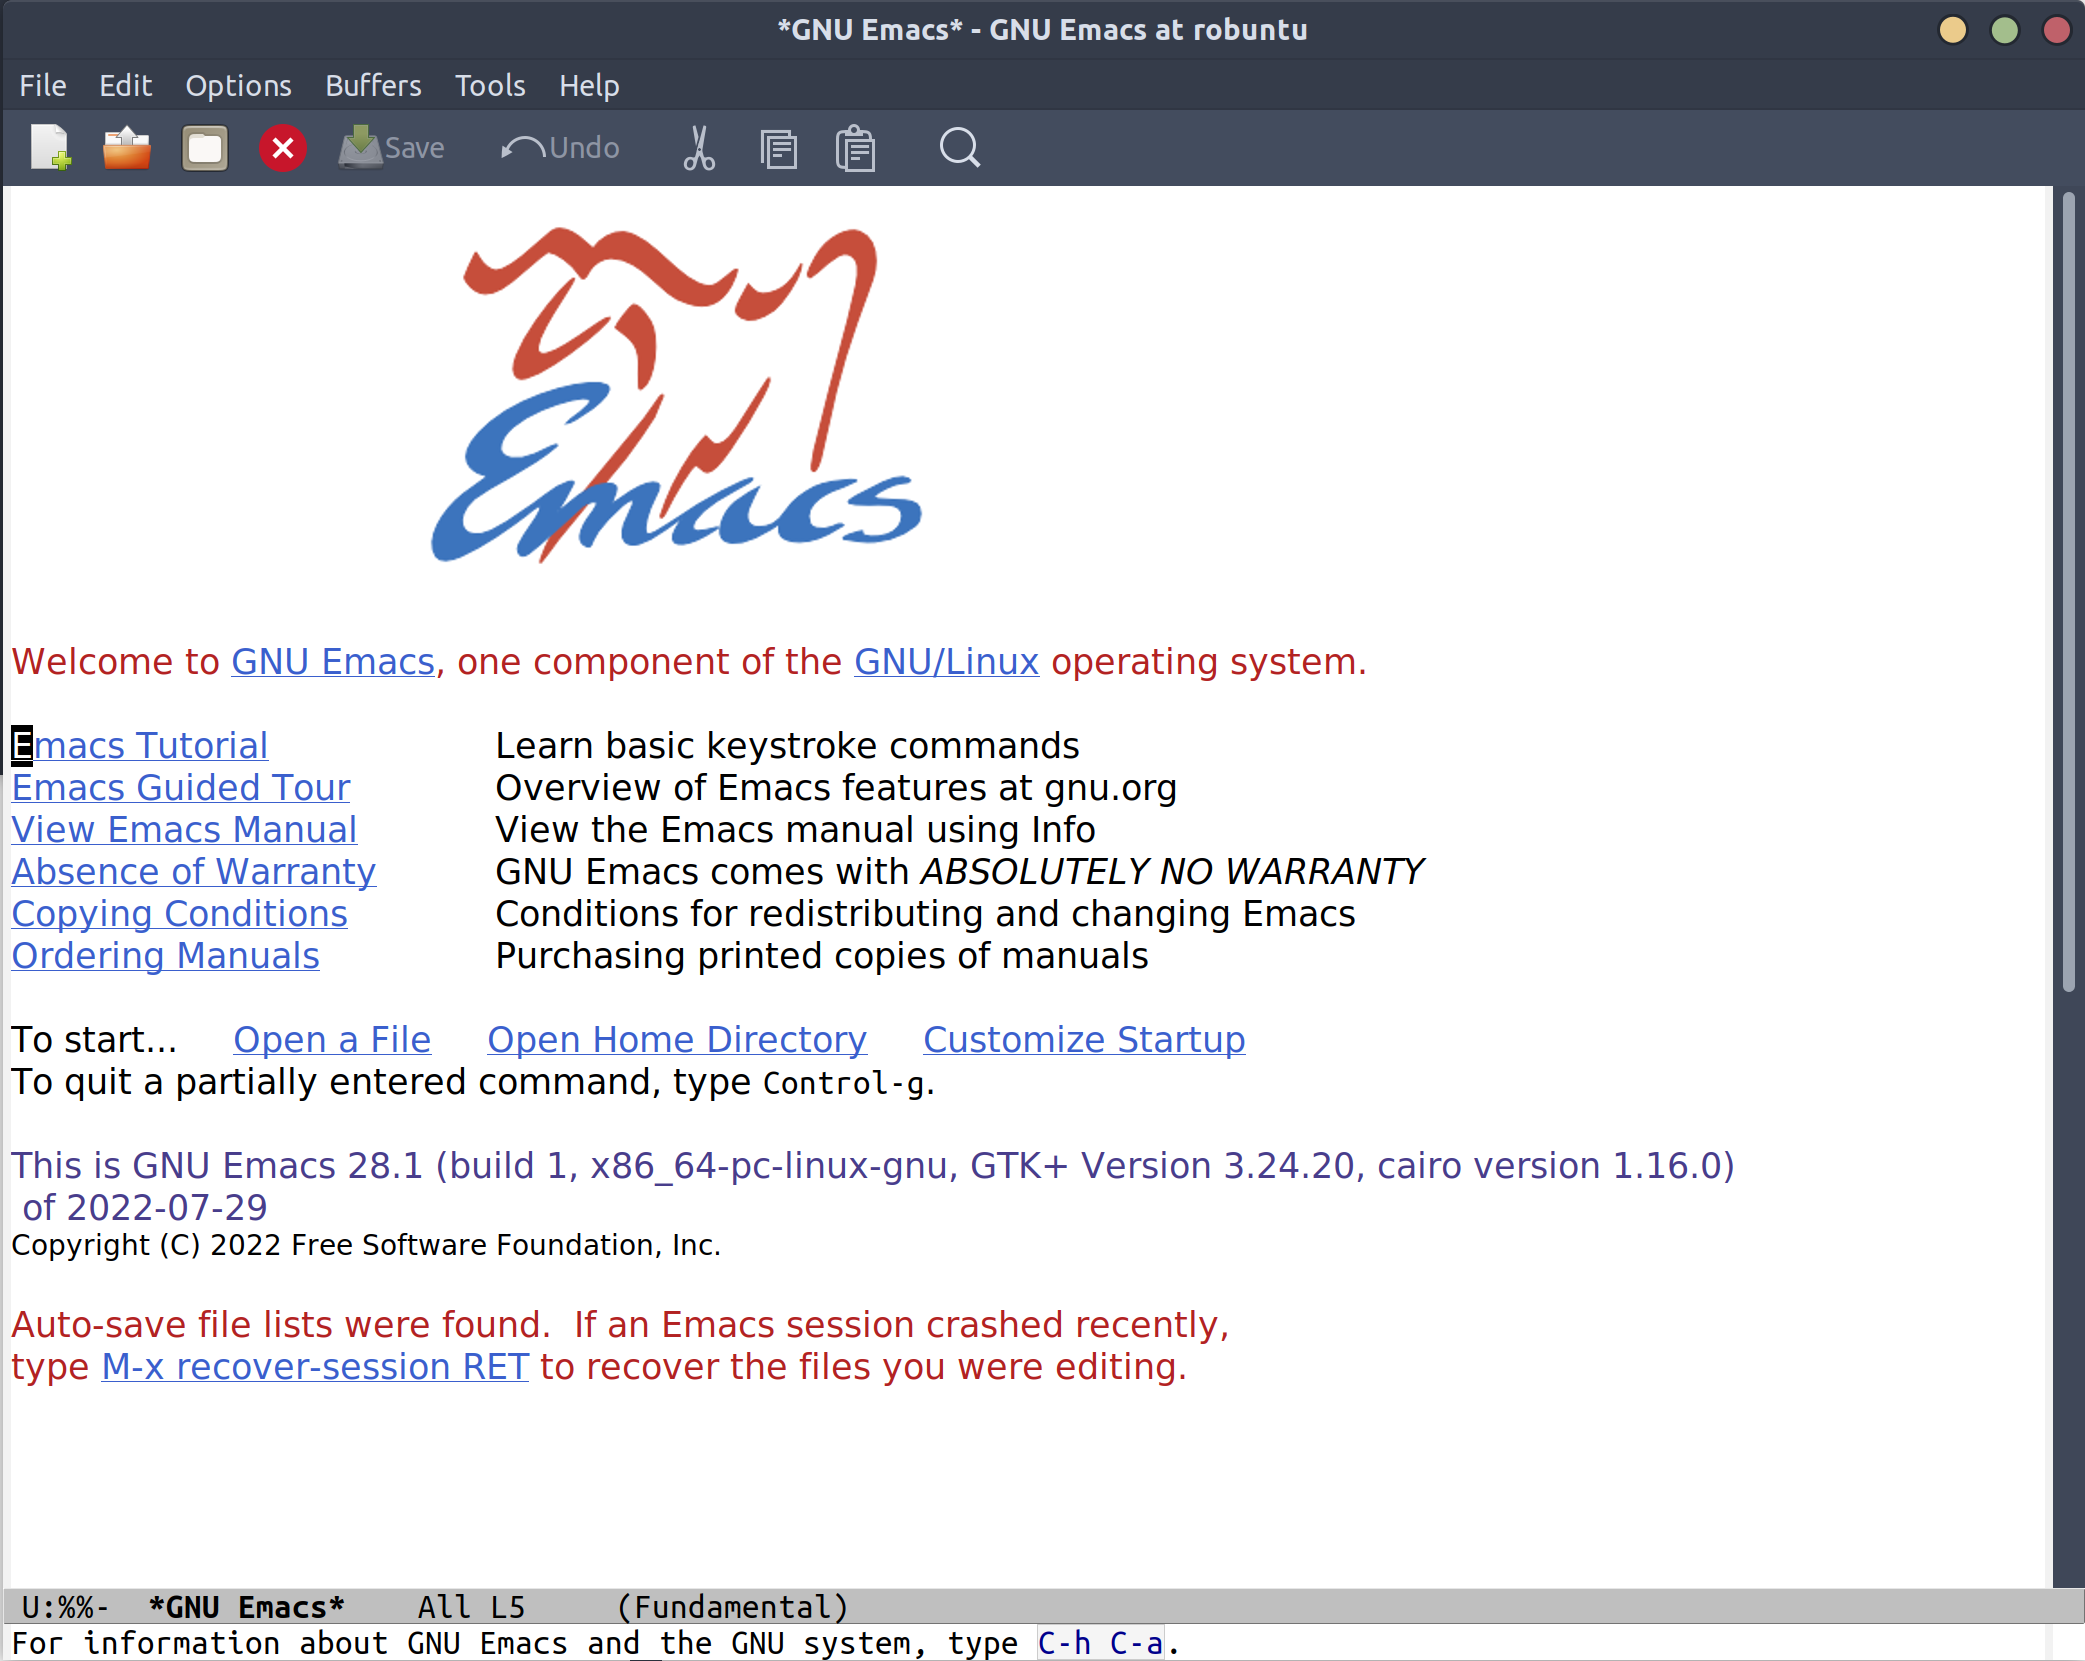 *GNU Emacs* - GNU Emacs at robuntu
File Edit Options Buffers Tools Help
Save Undo
Emacs
Welcome to GNU Emacs, one component of the GNU/Linux operating system.
Emacs Tutorial Learn basic keystroke commands
Emacs Guided Tour Overview of Emacs features at gnu.org
View Emacs Manual View the Emacs manual using Info
Absence of Warranty GNU Emacs comes with ABSOLUTELY NO WARRANTY
Copying Conditions Conditions for redistributing and changing Emacs
Ordering Manuals Purchasing printed copies of manuals
To start... Open a File Open Home Directory Customize Startup
To quit a partially entered command, type Control-g.
This is GNU Emacs 28.1 (build 1, x86_64-pc-linux-gnu, GTK+ Version 3.24.20, cairo version 1.16.0)
of 2022-07-29
Copyright (C) 2022 Free Software Foundation, Inc.
Auto-save file lists were found. If an Emacs session crashed recently,
type M-x recover-session RET to recover the files you were editing.
U:%%- *GNU Emacs* All L5 (Fundamental)
For information about GNU Emacs and the GNU system, type C-h C-a.